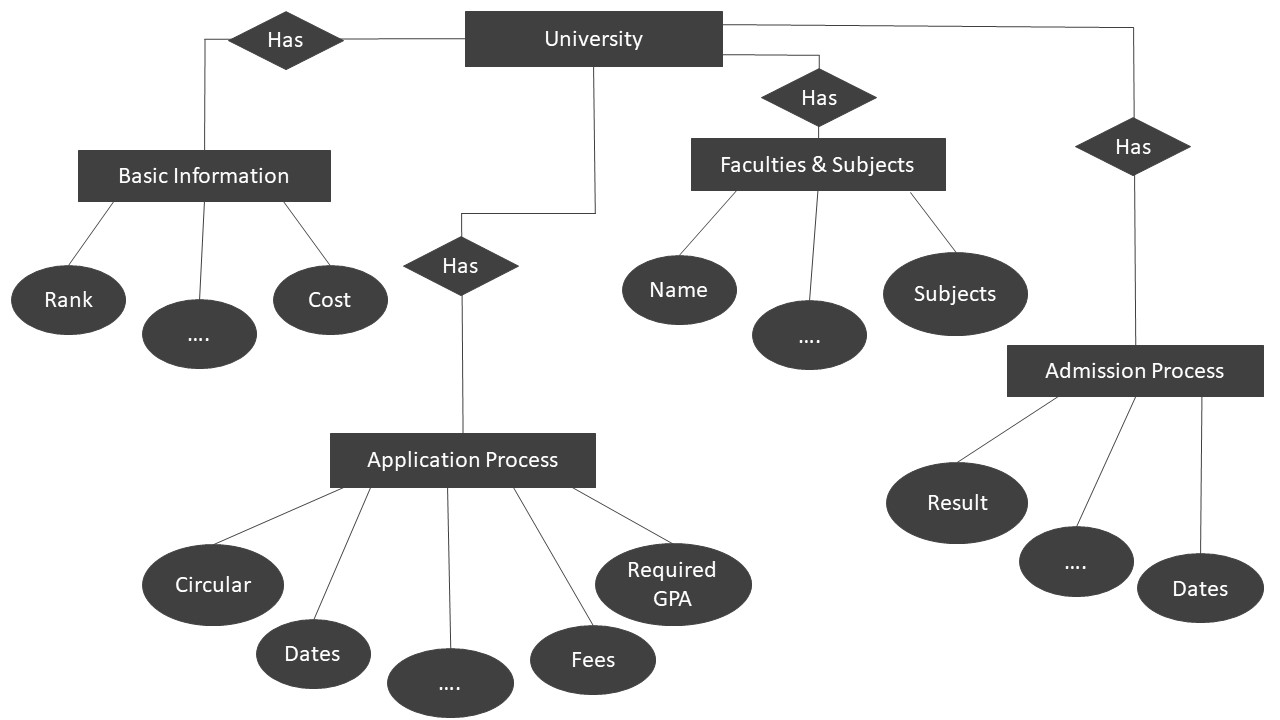 Has
University
Has
Has
Basic Information
Faculties & Subjects
Has
Rank
....
Cost
Name
....
Subjects
Admission Process
Application Process
Result
....
Dates
Circular
Dates
....
Fees
Required
GPA